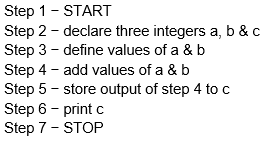 Step 1 − START
Step 2 − declare three integers a, b & c
Step 3 − define values of a & b
Step 4 − add values of a & b
Step 5 − store output of step 4 to c
Step 6 − print c
Step 7 − STOP